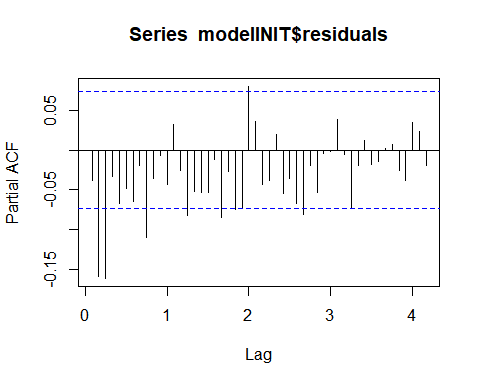 Series modelINIT$residuals
Partial ACF
0.05
-0.05
-0.15
0 1 2 3 4
Lag